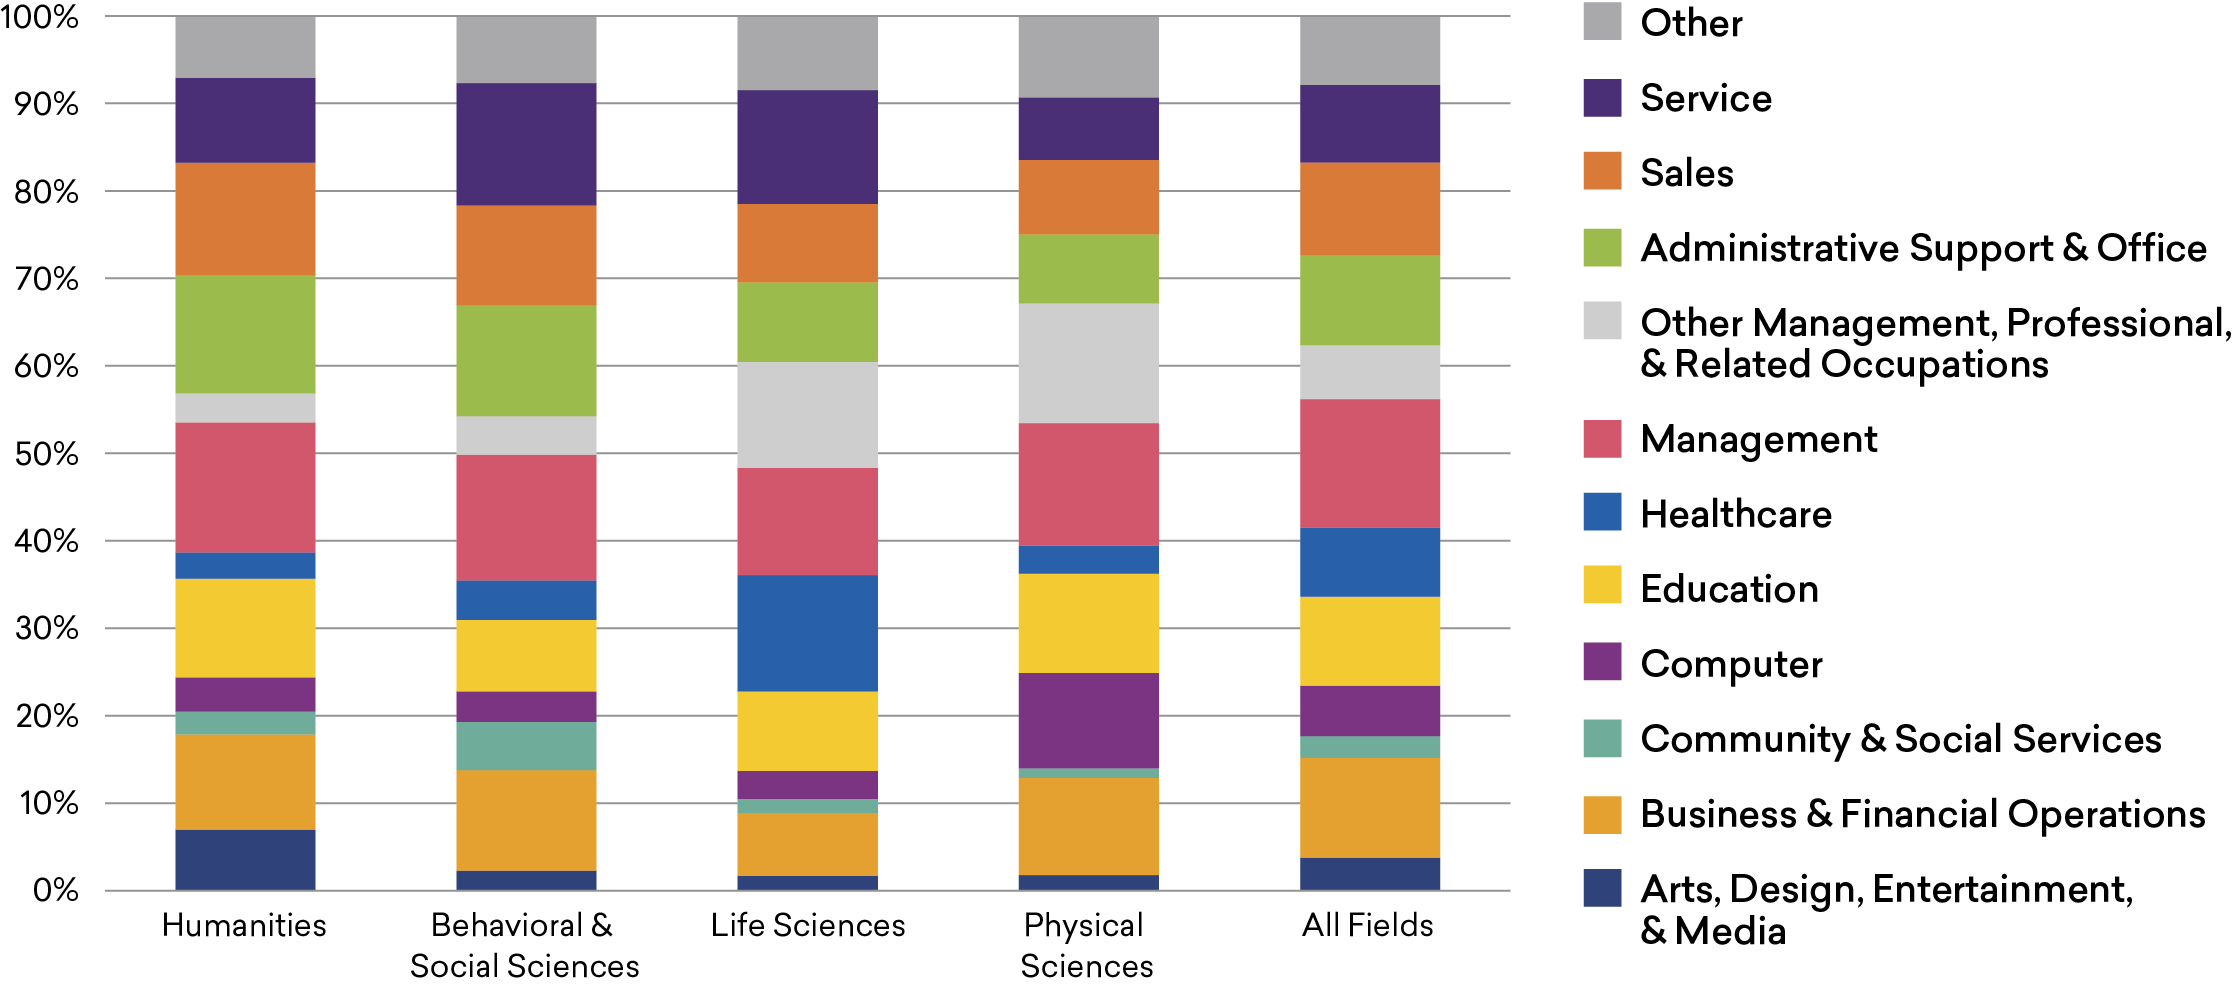 100%
90%
80%
70%
60%
50%
40%
30%
20%
10%
0%
Humanities
Behavioral &
Social Sciences
Life Sciences
Physical
Sciences
All Fields
Other
Service
Sales
Administrative Support & Office
Other Management, Professional,
& Related Occupations
Management
Healthcare
Education
Computer
Community & Social Services
Business & Financial Operations
Arts, Design, Entertainment,
& Media